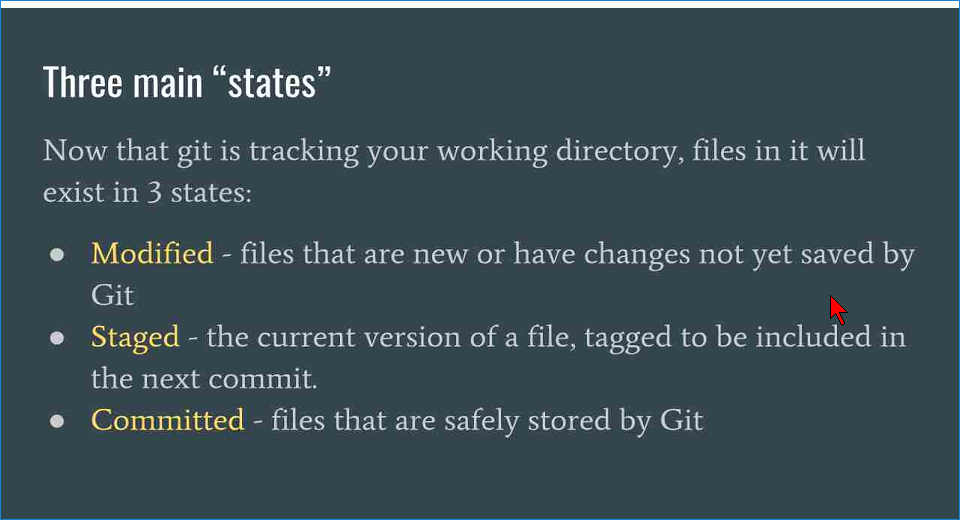 Three main “states”
Now that git is tracking your working directory, files in it will
exist in 3 states:
● Modified - files that are new or have changes not yet saved by
Git
● Staged - the current version of a file, tagged to be included in
the next commit.
● Committed - files that are safely stored by Git